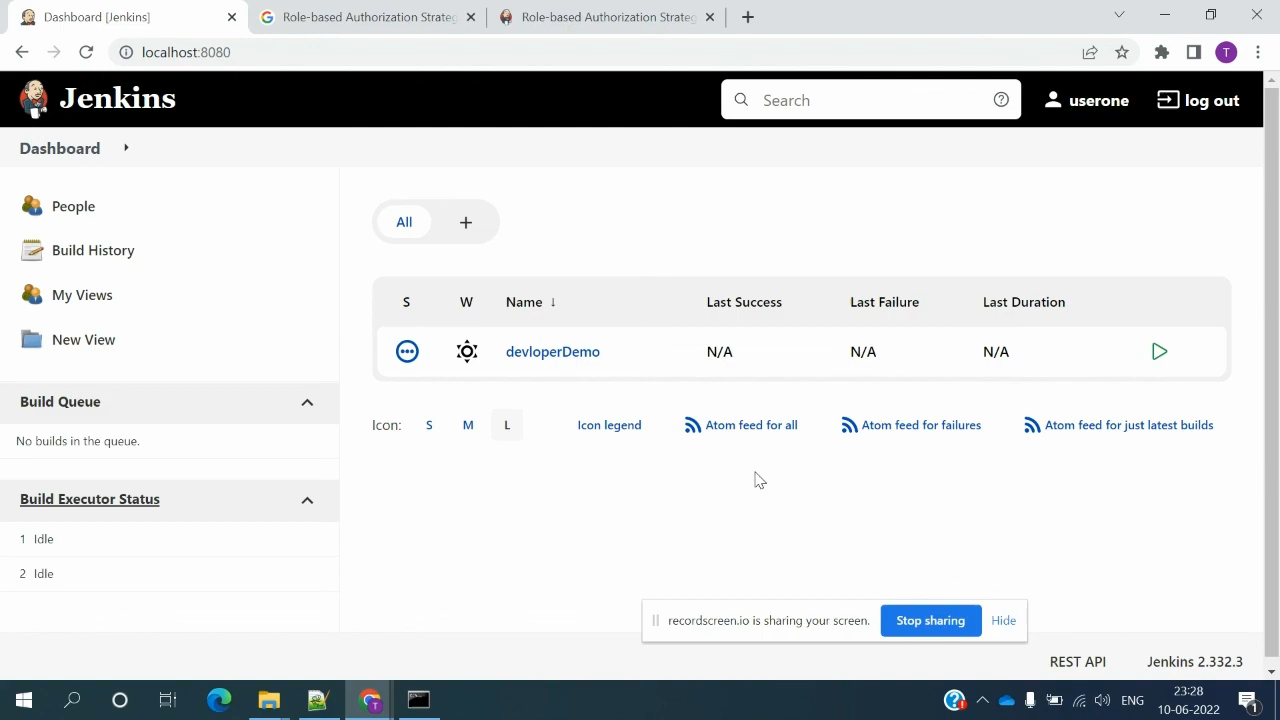 Dashboard [Jenkins]
Role-based Authorization Strateg
Role-based Authorization Strateg
localhost:8080
T
Jenkins
Search
userone
log out
Dashboard
People
Build History
My Views
New View
Build Queue
No builds in the queue.
Build Executor Status
1 Idle
2 Idle
All +
S W Name ↓ Last Success Last Failure Last Duration
devloperDemo N/A N/A N/A
Icon: S M L Icon legend Atom feed for all Atom feed for failures Atom feed for just latest builds
recordscreen.io is sharing your screen. Stop sharing Hide
REST API Jenkins 2.332.3
ENG
23:28
10-06-2022
1